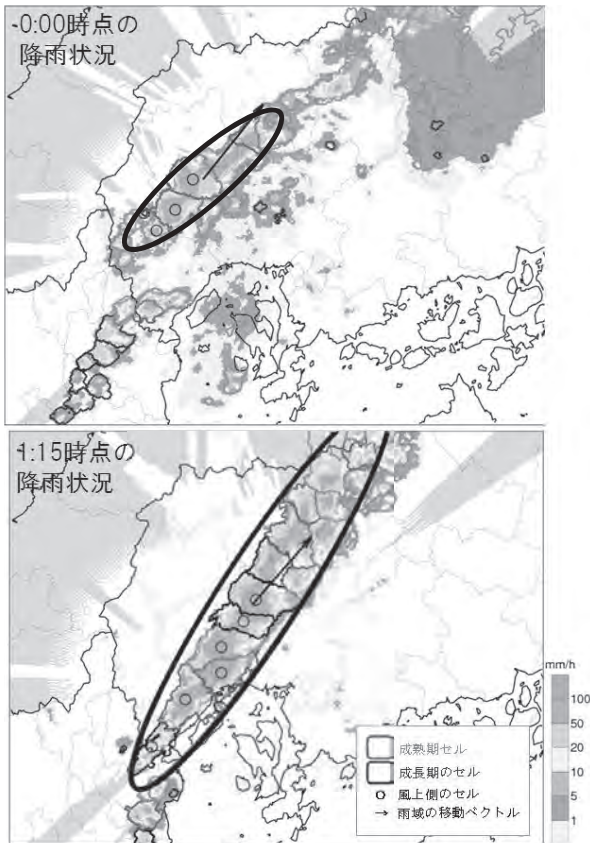 -0:00時点の
降雨状況
1:15時点の
降雨状況
成熟期セル
成長期のセル
風上側のセル
雨域の移動ベクトル
mm/h
100
50
20
10
5
1